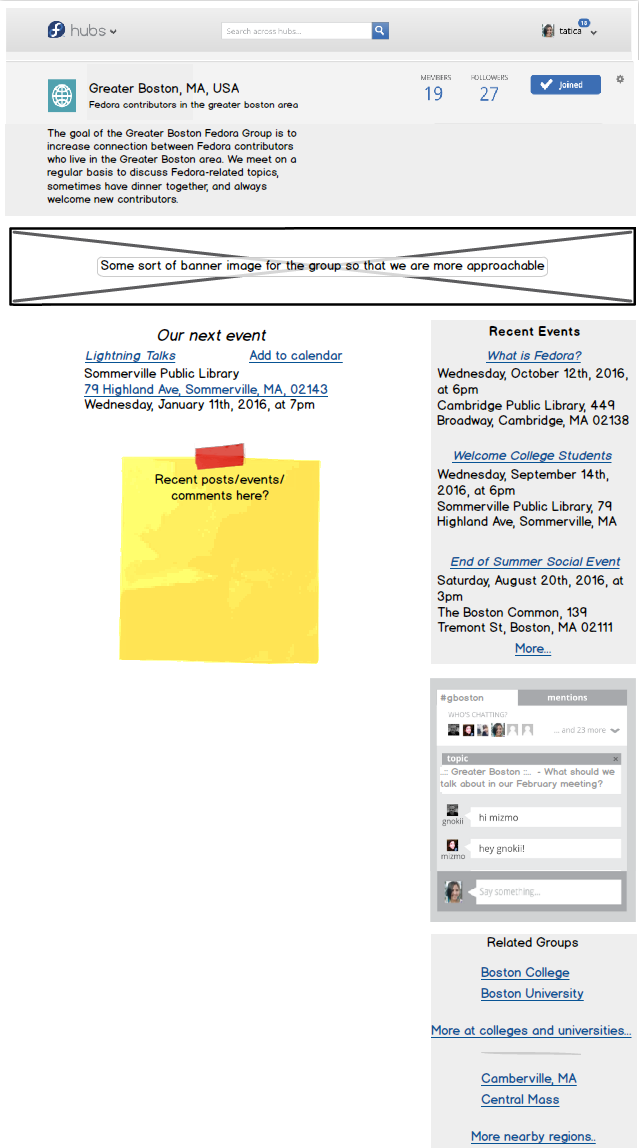 hubs
Search across hubs...
18
tatica
Greater Boston, MA, USA
Fedora contributors in the greater boston area
MEMBERS
19
FOLLOWERS
27
Joined
The goal of the Greater Boston Fedora Group is to
increase connection between Fedora contributors
who live in the Greater Boston area. We meet on a
regular basis to discuss Fedora-related topics,
sometimes have dinner together, and always
welcome new contributors.
Some sort of banner image for the group so that we are more approachable
Our next event
Lightning Talks Add to calendar
Sommerville Public Library
79 Highland Ave, Sommerville, MA, 02143
Wednesday, January 11th, 2016, at 7pm
Recent posts/events/
comments here?
Recent Events
What is Fedora?
Wednesday, October 12th, 2016,
at 6pm
Cambridge Public Library, 449
Broadway, Cambridge, MA 02138
Welcome College Students
Wednesday, September 14th,
2016, at 6pm
Sommerville Public Library, 79
Highland Ave, Sommerville, MA
End of Summer Social Event
Saturday, August 20th, 2016, at
3pm
The Boston Common, 139
Tremont St, Boston, MA 02111
More...
#gboston mentions
WHO'S CHATTING?
... and 23 more
topic
..:: Greater Boston ::.. - What should we
talk about in our February meeting?
gnokii
hi mizmo
mizmo
hey gnokii!
Say something...
Related Groups
Boston College
Boston University
More at colleges and universities...
Camberville, MA
Central Mass
More nearby regions..